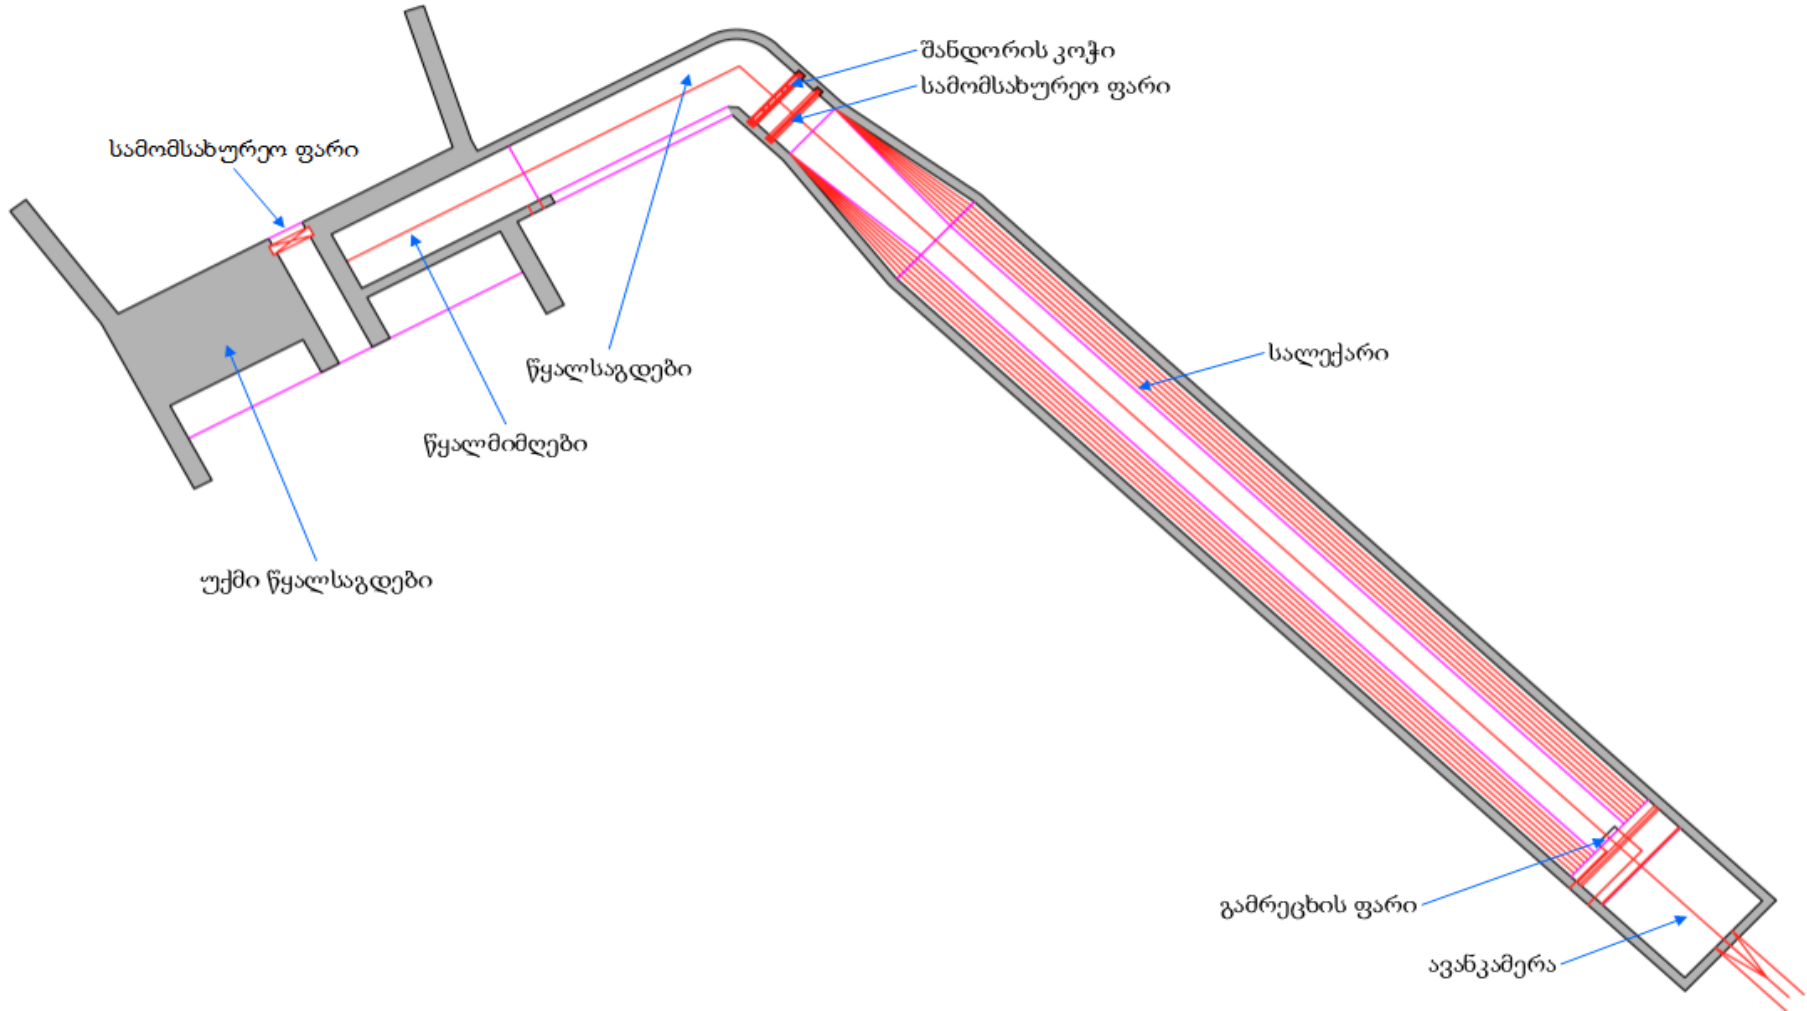 შანდორის კოჭი
სამომსახურეო ფარი
სამომსახურეო ფარი
წყალსაგდები
სალექარი
წყალმიმღები
უქმი წყალსაგდები
გამრეცხის ფარი
ავანკამერა